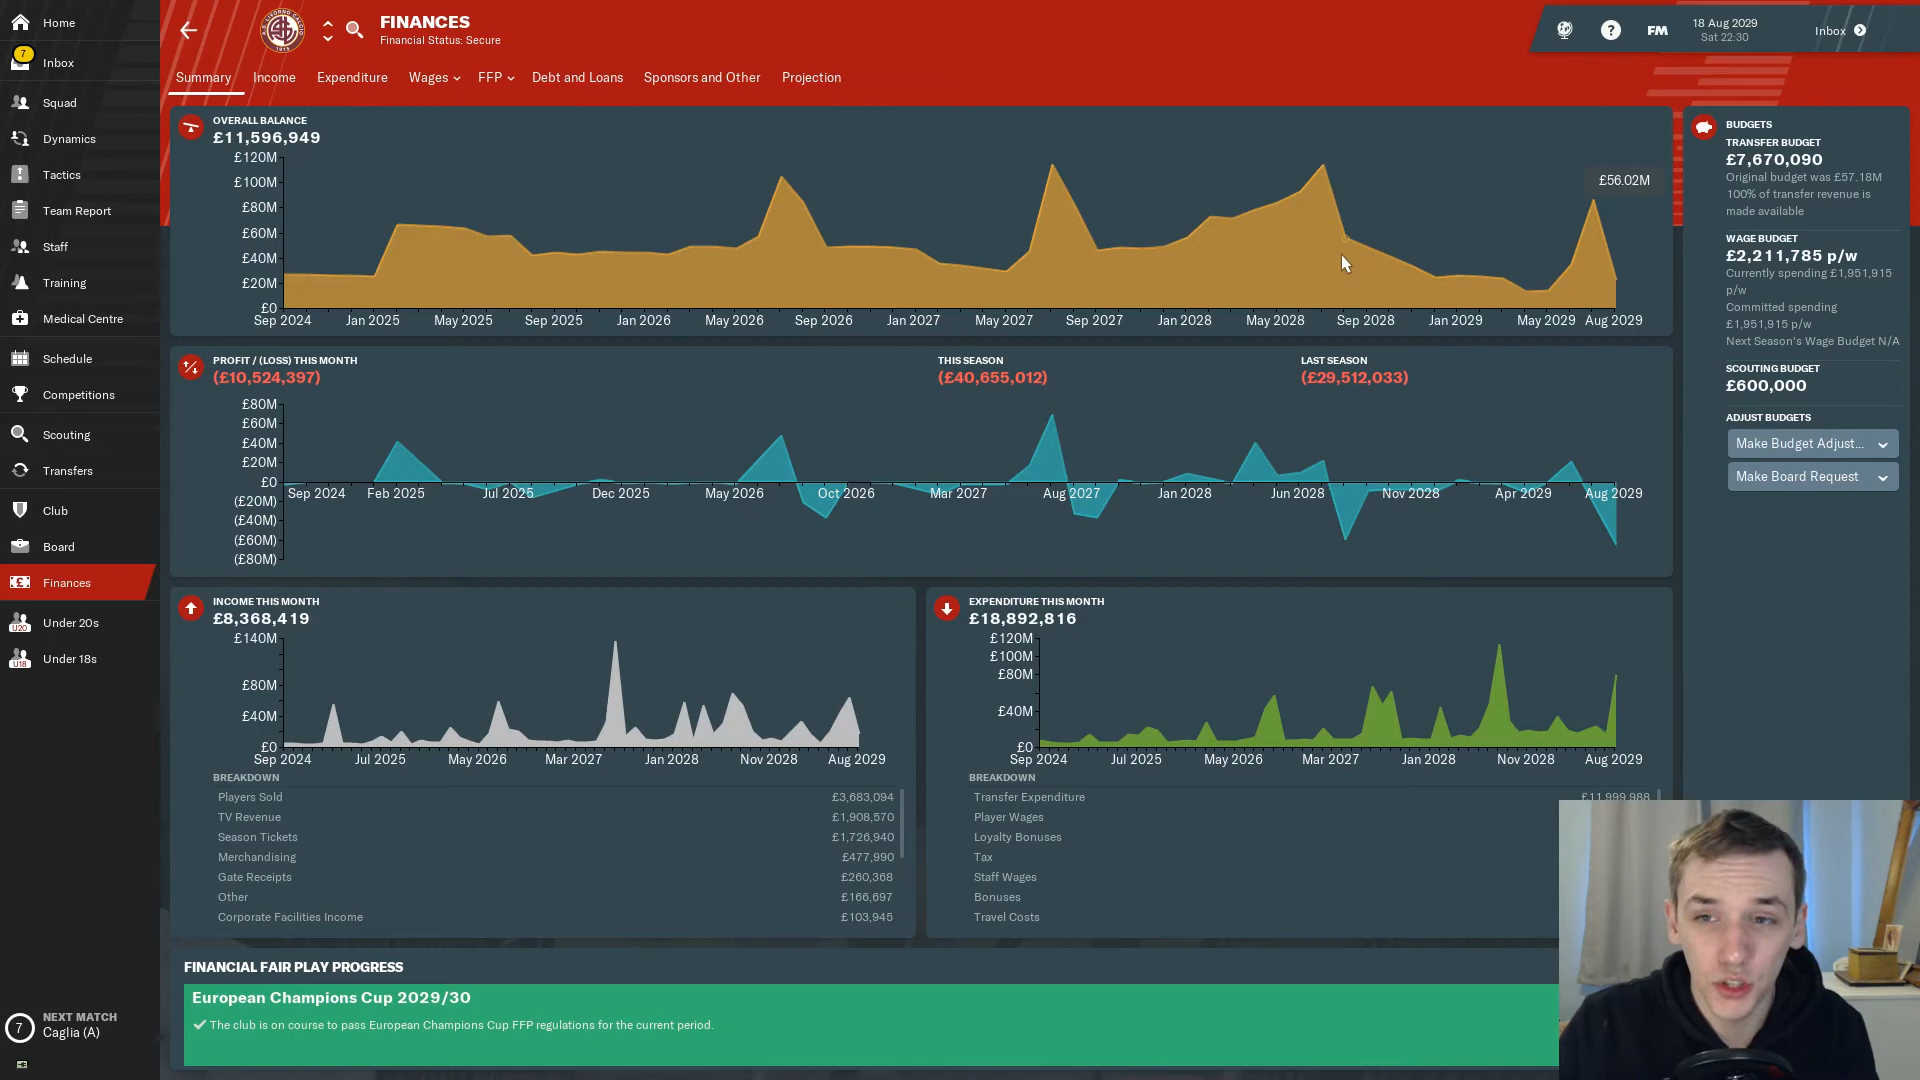 Home
7
Inbox
Squad
Dynamics
Tactics
Team Report
Staff
Training
Medical Centre
Schedule
Competitions
Scouting
Transfers
Club
Board
Finances
Under 20s
Under 18s
NEXT MATCH
7
Caglia (A)
FINANCES
Financial Status: Secure
FM
18 Aug 2029
Sat 22:30
Inbox
Summary
Income
Expenditure
Wages
FFP
Debt and Loans
Sponsors and Other
Projection
OVERALL BALANCE
£11,596,949
£120M
£100M
£80M
£60M
£40M
£20M
£0
£56.02M
Sep 2024 Jan 2025 May 2025 Sep 2025 Jan 2026 May 2026 Sep 2026 Jan 2027 May 2027 Sep 2027 Jan 2028 May 2028 Sep 2028 Jan 2029 May 2029 Aug 2029
PROFIT / (LOSS) THIS MONTH
(£10,524,397)
THIS SEASON
(£40,655,012)
LAST SEASON
(£29,512,033)
£80M
£60M
£40M
£20M
£0
(£20M)
(£40M)
(£60M)
(£80M)
Sep 2024 Feb 2025 Jul 2025 Dec 2025 May 2026 Oct 2026 Mar 2027 Aug 2027 Jan 2028 Jun 2028 Nov 2028 Apr 2029 Aug 2029
INCOME THIS MONTH
£8,368,419
£140M
£80M
£40M
£0
Sep 2024 Jul 2025 May 2026 Mar 2027 Jan 2028 Nov 2028 Aug 2029
BREAKDOWN
Players Sold £3,683,094
TV Revenue £1,908,570
Season Tickets £1,726,940
Merchandising £477,990
Gate Receipts £260,368
Other £166,697
Corporate Facilities Income £103,945
EXPENDITURE THIS MONTH
£18,892,816
£120M
£100M
£80M
£40M
£0
Sep 2024 Jul 2025 May 2026 Mar 2027 Jan 2028 Nov 2028 Aug 2029
BREAKDOWN
Transfer Expenditure £11,999,988
Player Wages
Loyalty Bonuses
Tax
Staff Wages
Bonuses
Travel Costs
FINANCIAL FAIR PLAY PROGRESS
European Champions Cup 2029/30
The club is on course to pass European Champions Cup FFP regulations for the current period.
BUDGETS
TRANSFER BUDGET
£7,670,090
Original budget was £57.18M
100% of transfer revenue is
made available
WAGE BUDGET
£2,211,785 p/w
Currently spending £1,951,915
p/w
Committed spending
£1,951,915 p/w
Next Season's Wage Budget N/A
SCOUTING BUDGET
£600,000
ADJUST BUDGETS
Make Budget Adjust...
Make Board Request